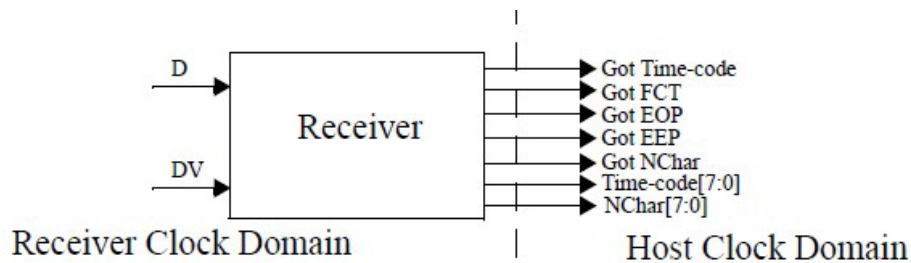 D
DV
Receiver
Got Time-code
Got FCT
Got EOP
Got EEP
Got NChar
Time-code[7:0]
NChar[7:0]
Receiver Clock Domain
Host Clock Domain